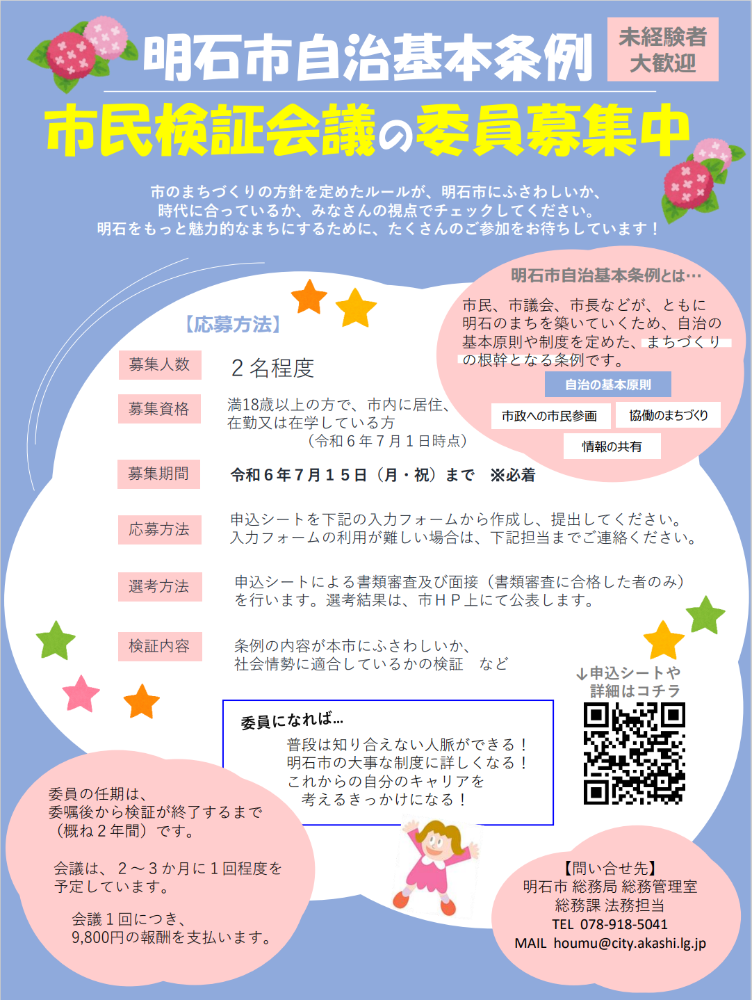 明石市自治基本条例
未経験者
大歓迎
市民検証会議の委員募集中
市のまちづくりの方針を定めたルールが、明石市にふさわしいか、
時代に合っているか、みなさんの視点でチェックしてください。
明石をもっと魅力的なまちにするために、たくさんのご参加をお待ちしています！
明石市自治基本条例とは…
市民、市議会、市長などが、ともに
明石のまちを築いていくため、自治の
基本原則や制度を定めた、まちづくり
の根幹となる条例です。
自治の基本原則
市政への市民参画
協働のまちづくり
情報の共有
【応募方法】
募集人数
２名程度
募集資格
満18歳以上の方で、市内に居住、
在勤又は在学している方
（令和６年７月１日時点）
募集期間
令和６年７月１５日（月・祝）まで　※必着
応募方法
申込シートを下記の入力フォームから作成し、提出してください。
入力フォームの利用が難しい場合は、下記担当までご連絡ください。
選考方法
申込シートによる書類審査及び面接（書類審査に合格した者のみ）
を行います。選考結果は、市ＨＰ上にて公表します。
検証内容
条例の内容が本市にふさわしいか、
社会情勢に適合しているかの検証　など
↓申込シートや
詳細はコチラ
委員になれば…
普段は知り合えない人脈ができる！
明石市の大事な制度に詳しくなる！
これからの自分のキャリアを
考えるきっかけになる！
委員の任期は、
委嘱後から検証が終了するまで
（概ね２年間）です。
会議は、２～３か月に１回程度を
予定しています。
会議１回につき、
9,800円の報酬を支払います。
【問い合せ先】
明石市 総務局 総務管理室
総務課 法務担当
TEL 078-918-5041
MAIL houmu@city.akashi.lg.jp